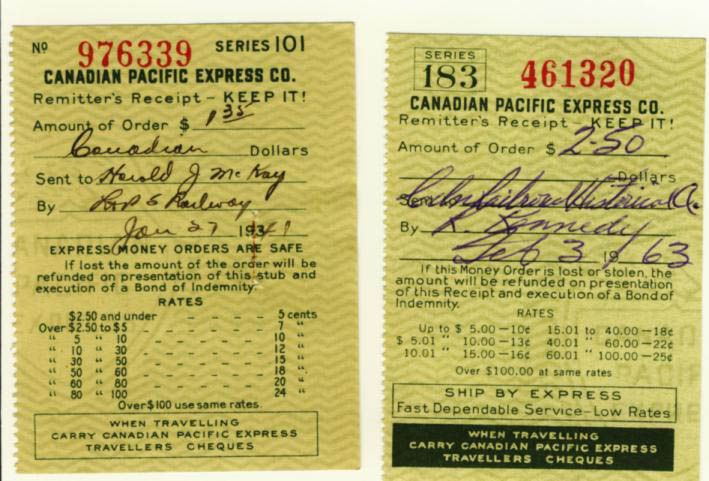 No 976339 SERIES 101
CANADIAN PACIFIC EXPRESS CO.
Remitter's Receipt – KEEP IT!
Amount of Order $ 1 35
Canadian Dollars
Sent to Harold J McKay
By Railway
Jan 27 1941
EXPRESS MONEY ORDERS ARE SAFE
If lost the amount of the order will be
refunded on presentation of this stub and
execution of a Bond of Indemnity.
RATES
$2.50 and under – – – – 5 cents
Over $2.50 to $5 – – – – 7 "
" 5 " 10 – – – – 10 "
" 10 " 30 – – – – 12 "
" 30 " 50 – – – – 15 "
" 50 " 60 – – – – 18 "
" 60 " 80 – – – – 20 "
" 80 " 100 – – – – 24 "
Over $100 use same rates.
WHEN TRAVELLING
CARRY CANADIAN PACIFIC EXPRESS
TRAVELLERS CHEQUES
SERIES
183 461320
CANADIAN PACIFIC EXPRESS CO.
Remitter's Receipt – KEEP IT!
Amount of Order $ 2-50
Dollars
Sent Railroad Historical
By R. Kennedy
Feb 3 1963
If this Money Order is lost or stolen, the
amount will be refunded on presentation
of this Receipt and execution of a Bond of
Indemnity.
RATES
Up to $ 5.00–10¢ 15.01 to 40.00–18¢
$ 5.01 " 10.00–13¢ 40.01 " 60.00–22¢
10.01 " 15.00–16¢ 60.01 " 100.00–25¢
Over $100.00 at same rates
SHIP BY EXPRESS
Fast Dependable Service–Low Rates
WHEN TRAVELLING
CARRY CANADIAN PACIFIC EXPRESS
TRAVELLERS CHEQUES